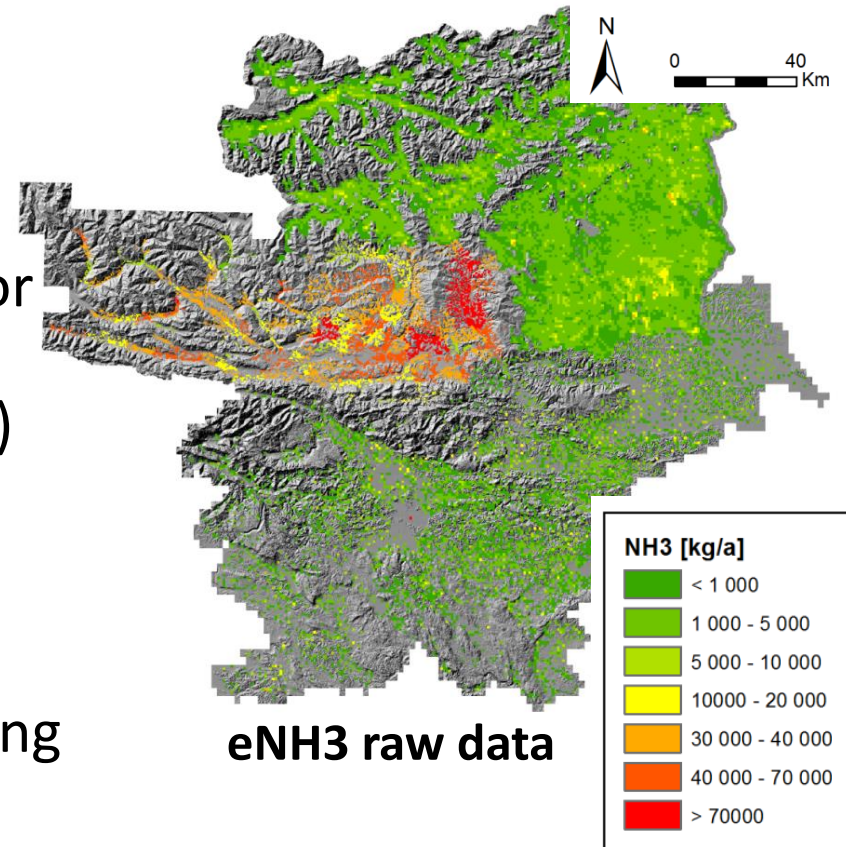 N
0 40
Km
or
)
ng
eNH3 raw data
NH3 [kg/a]
< 1 000
1 000 - 5 000
5 000 - 10 000
10000 - 20 000
30 000 - 40 000
40 000 - 70 000
> 70000